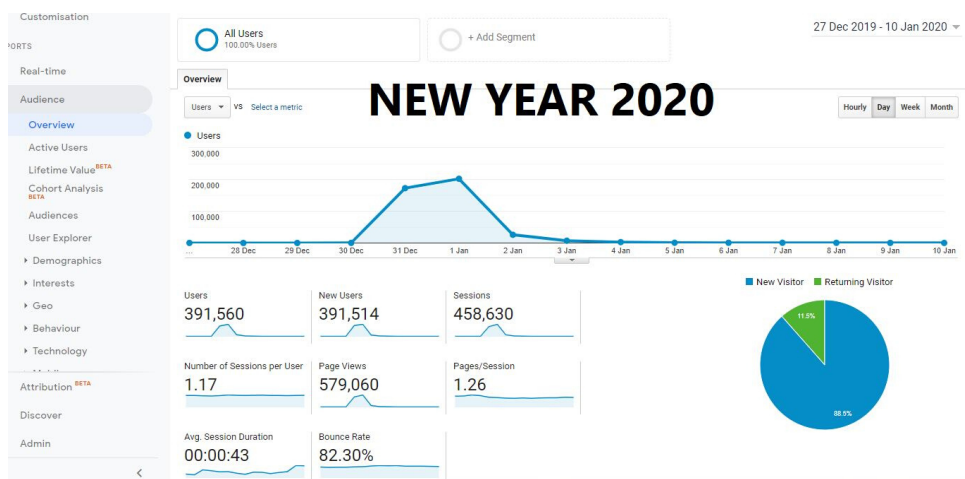 Customisation
PORTS
Real-time
Audience
Overview
Active Users
Lifetime Value BETA
Cohort Analysis
BETA
Audiences
User Explorer
Demographics
Interests
Geo
Behaviour
Technology
Attribution BETA
Discover
Admin
All Users
100.00% Users
+ Add Segment
27 Dec 2019 - 10 Jan 2020
Overview
NEW YEAR 2020
Users VS Select a metric
Hourly Day Week Month
Users
300,000
200,000
100,000
... 28 Dec 29 Dec 30 Dec 31 Dec 1 Jan 2 Jan 3 Jan 4 Jan 5 Jan 6 Jan 7 Jan 8 Jan 9 Jan 10 Jan
New Visitor Returning Visitor
11.5%
88.5%
Users
391,560
New Users
391,514
Sessions
458,630
Number of Sessions per User
1.17
Page Views
579,060
Pages/Session
1.26
Avg. Session Duration
00:00:43
Bounce Rate
82.30%